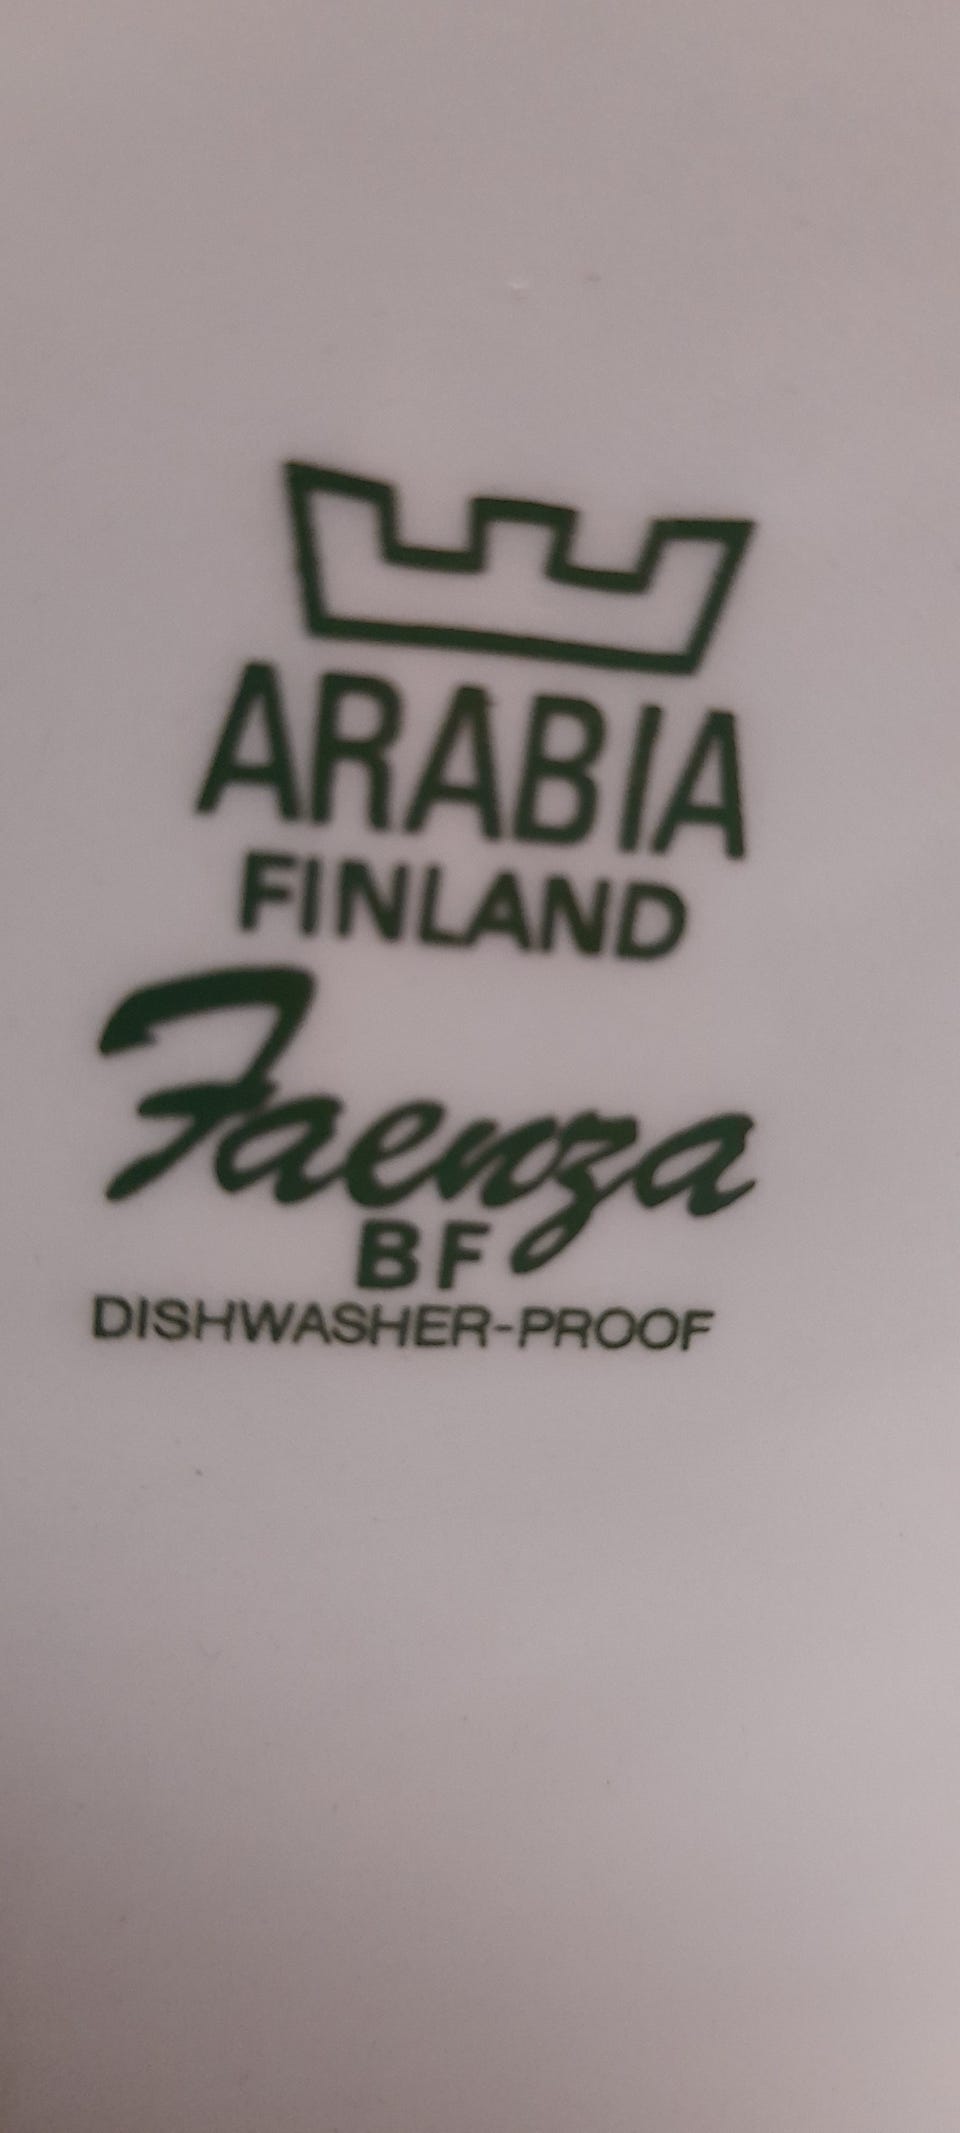 ARABIA
FINLAND
Faenza
BF
DISHWASHER-PROOF